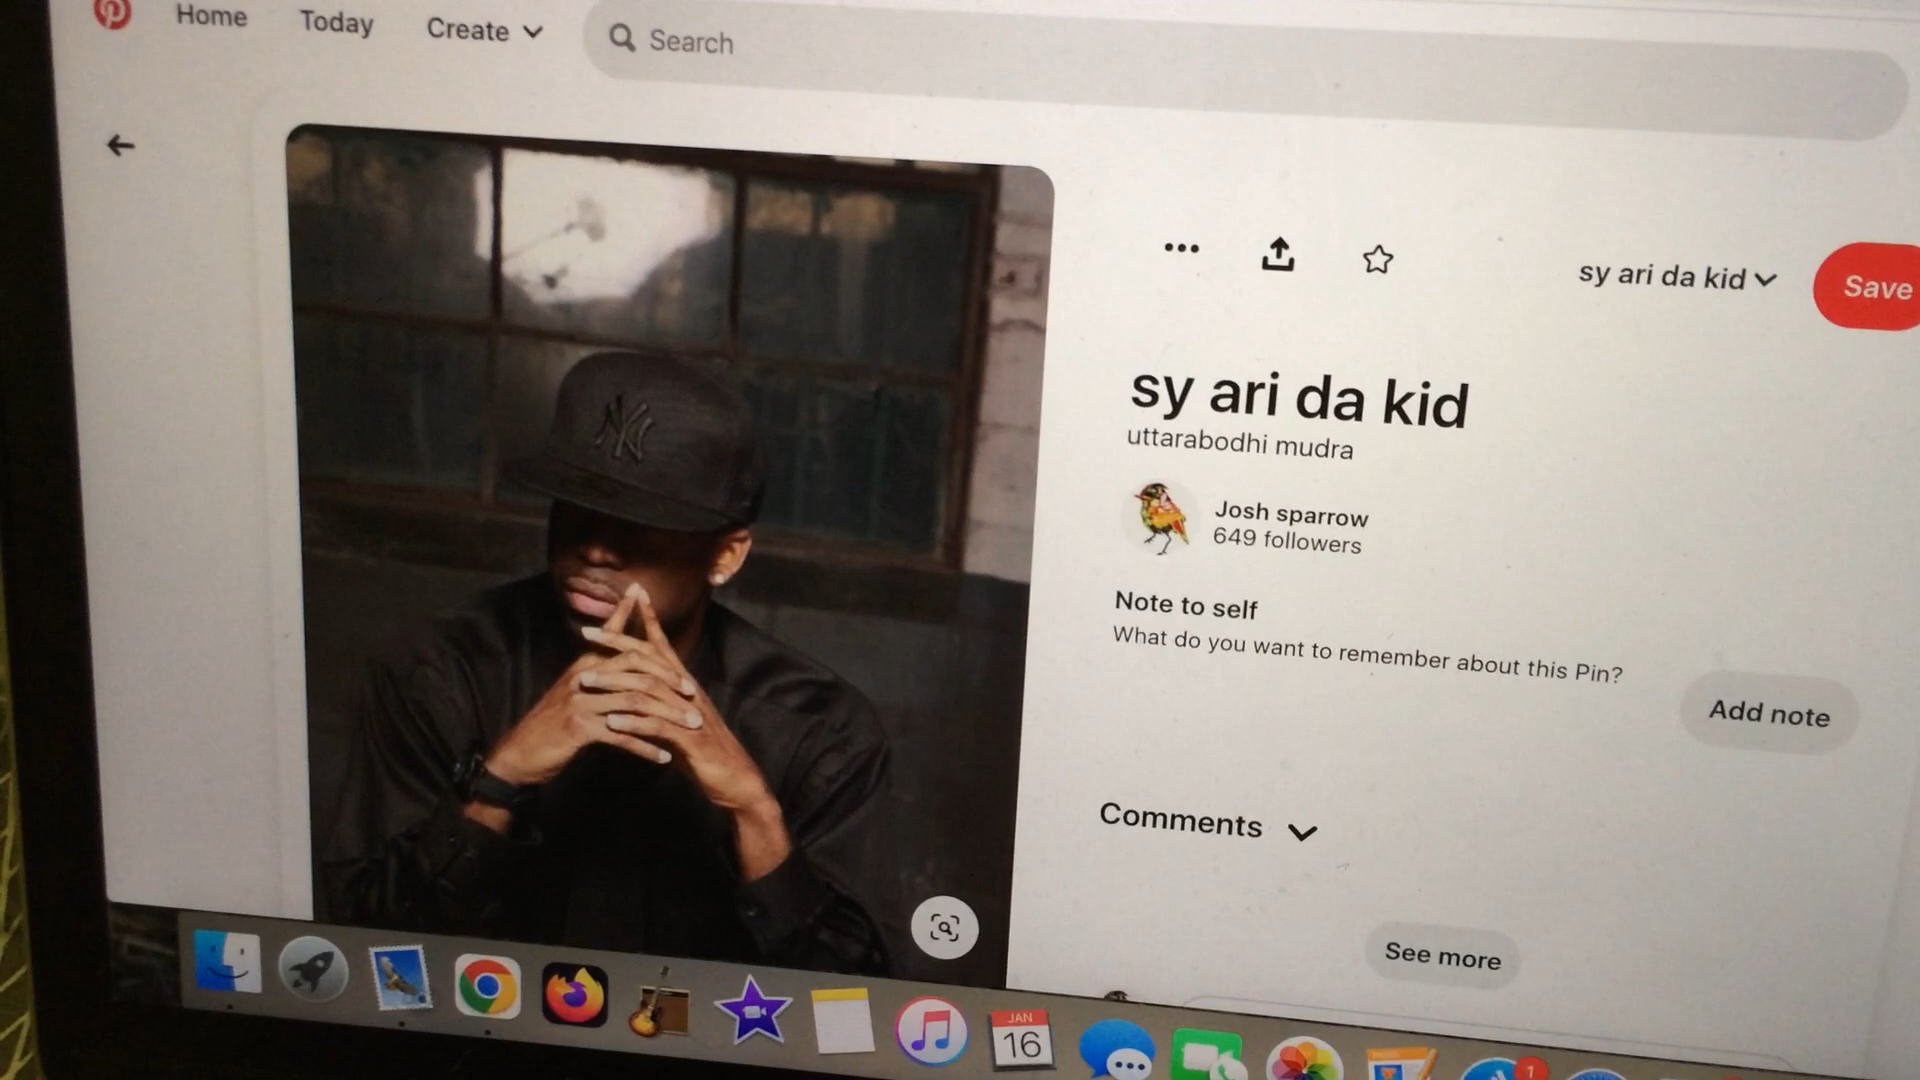 Home Today Create
Search
sy ari da kid
Save
sy ari da kid
uttarabodhi mudra
Josh sparrow
649 followers
Note to self
What do you want to remember about this Pin?
Add note
Comments
See more
NY
JAN
16
1